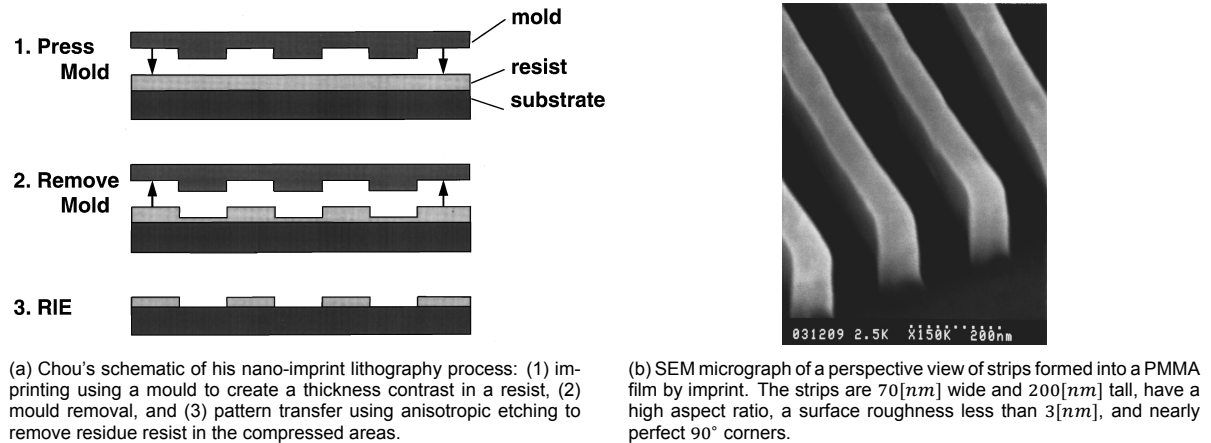 1. Press
Mold
mold
resist
substrate
2. Remove
Mold
3. RIE
031209 2.5K X150K 200nm
(a) Chou's schematic of his nano-imprint lithography process: (1) im-
printing using a mould to create a thickness contrast in a resist, (2)
mould removal, and (3) pattern transfer using anisotropic etching to
remove residue resist in the compressed areas.
(b) SEM micrograph of a perspective view of strips formed into a PMMA
film by imprint. The strips are 70[nm] wide and 200[nm] tall, have a
high aspect ratio, a surface roughness less than 3[nm], and nearly
perfect 90° corners.